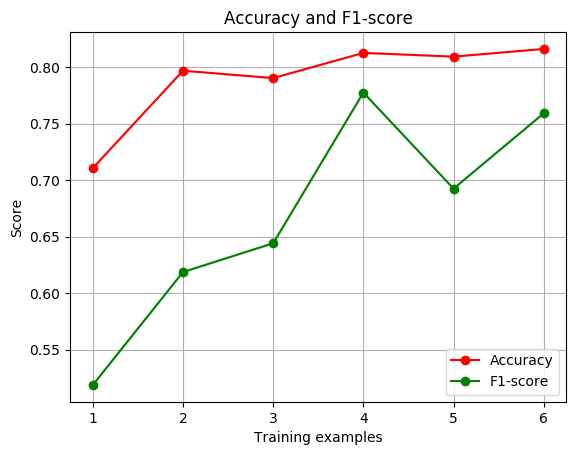 Accuracy and F1-score
Score
0.80
0.75
0.70
0.65
0.60
0.55
1 2 3 4 5 6
Training examples
Accuracy
F1-score